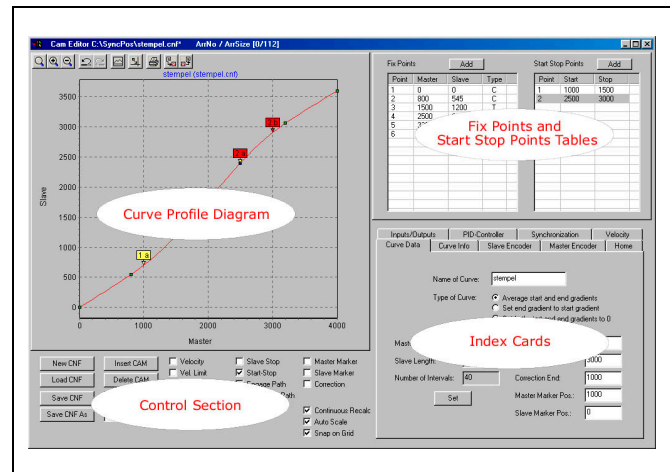 Cam Editor C:\SyncPos\stempel.cnf* ArrNo / ArrSize [0/112]
stempel (stempel.cnf)
3500
3000
2500
2000
1500
1000
500
0
Slave
2 b
2 a
1 a
Curve Profile Diagram
0 1000 2000 3000 4000
Master
Fix Points Add
Point Master Slave Type
1 0 0 C
2 800 545 C
3 1500 1200 T
4 2500
5
6
Start Stop Points Add
Point Start Stop
1 1000 1500
2 2500 3000
Fix Points and
Start Stop Points Tables
Inputs/Outputs PID-Controller Synchronization Velocity
Curve Data Curve Info Slave Encoder Master Encoder Home
Name of Curve: stempel
Type of Curve: Average start and end gradients
Set end gradient to start gradient
end gradients to 0
Index Cards
Slave Length: 3000
Number of Intervals: 40 Correction End: 1000
Set Master Marker Pos.: 1000
Slave Marker Pos.: 0
New CNF Insert CAM Velocity Slave Stop Master Marker
Load CNF Delete CAM Vel. Limit Start-Stop Slave Marker
Save CNF Path Correction
Save CNF As Path
Continuous Recalc
Auto Scale
Snap on Grid
Control Section